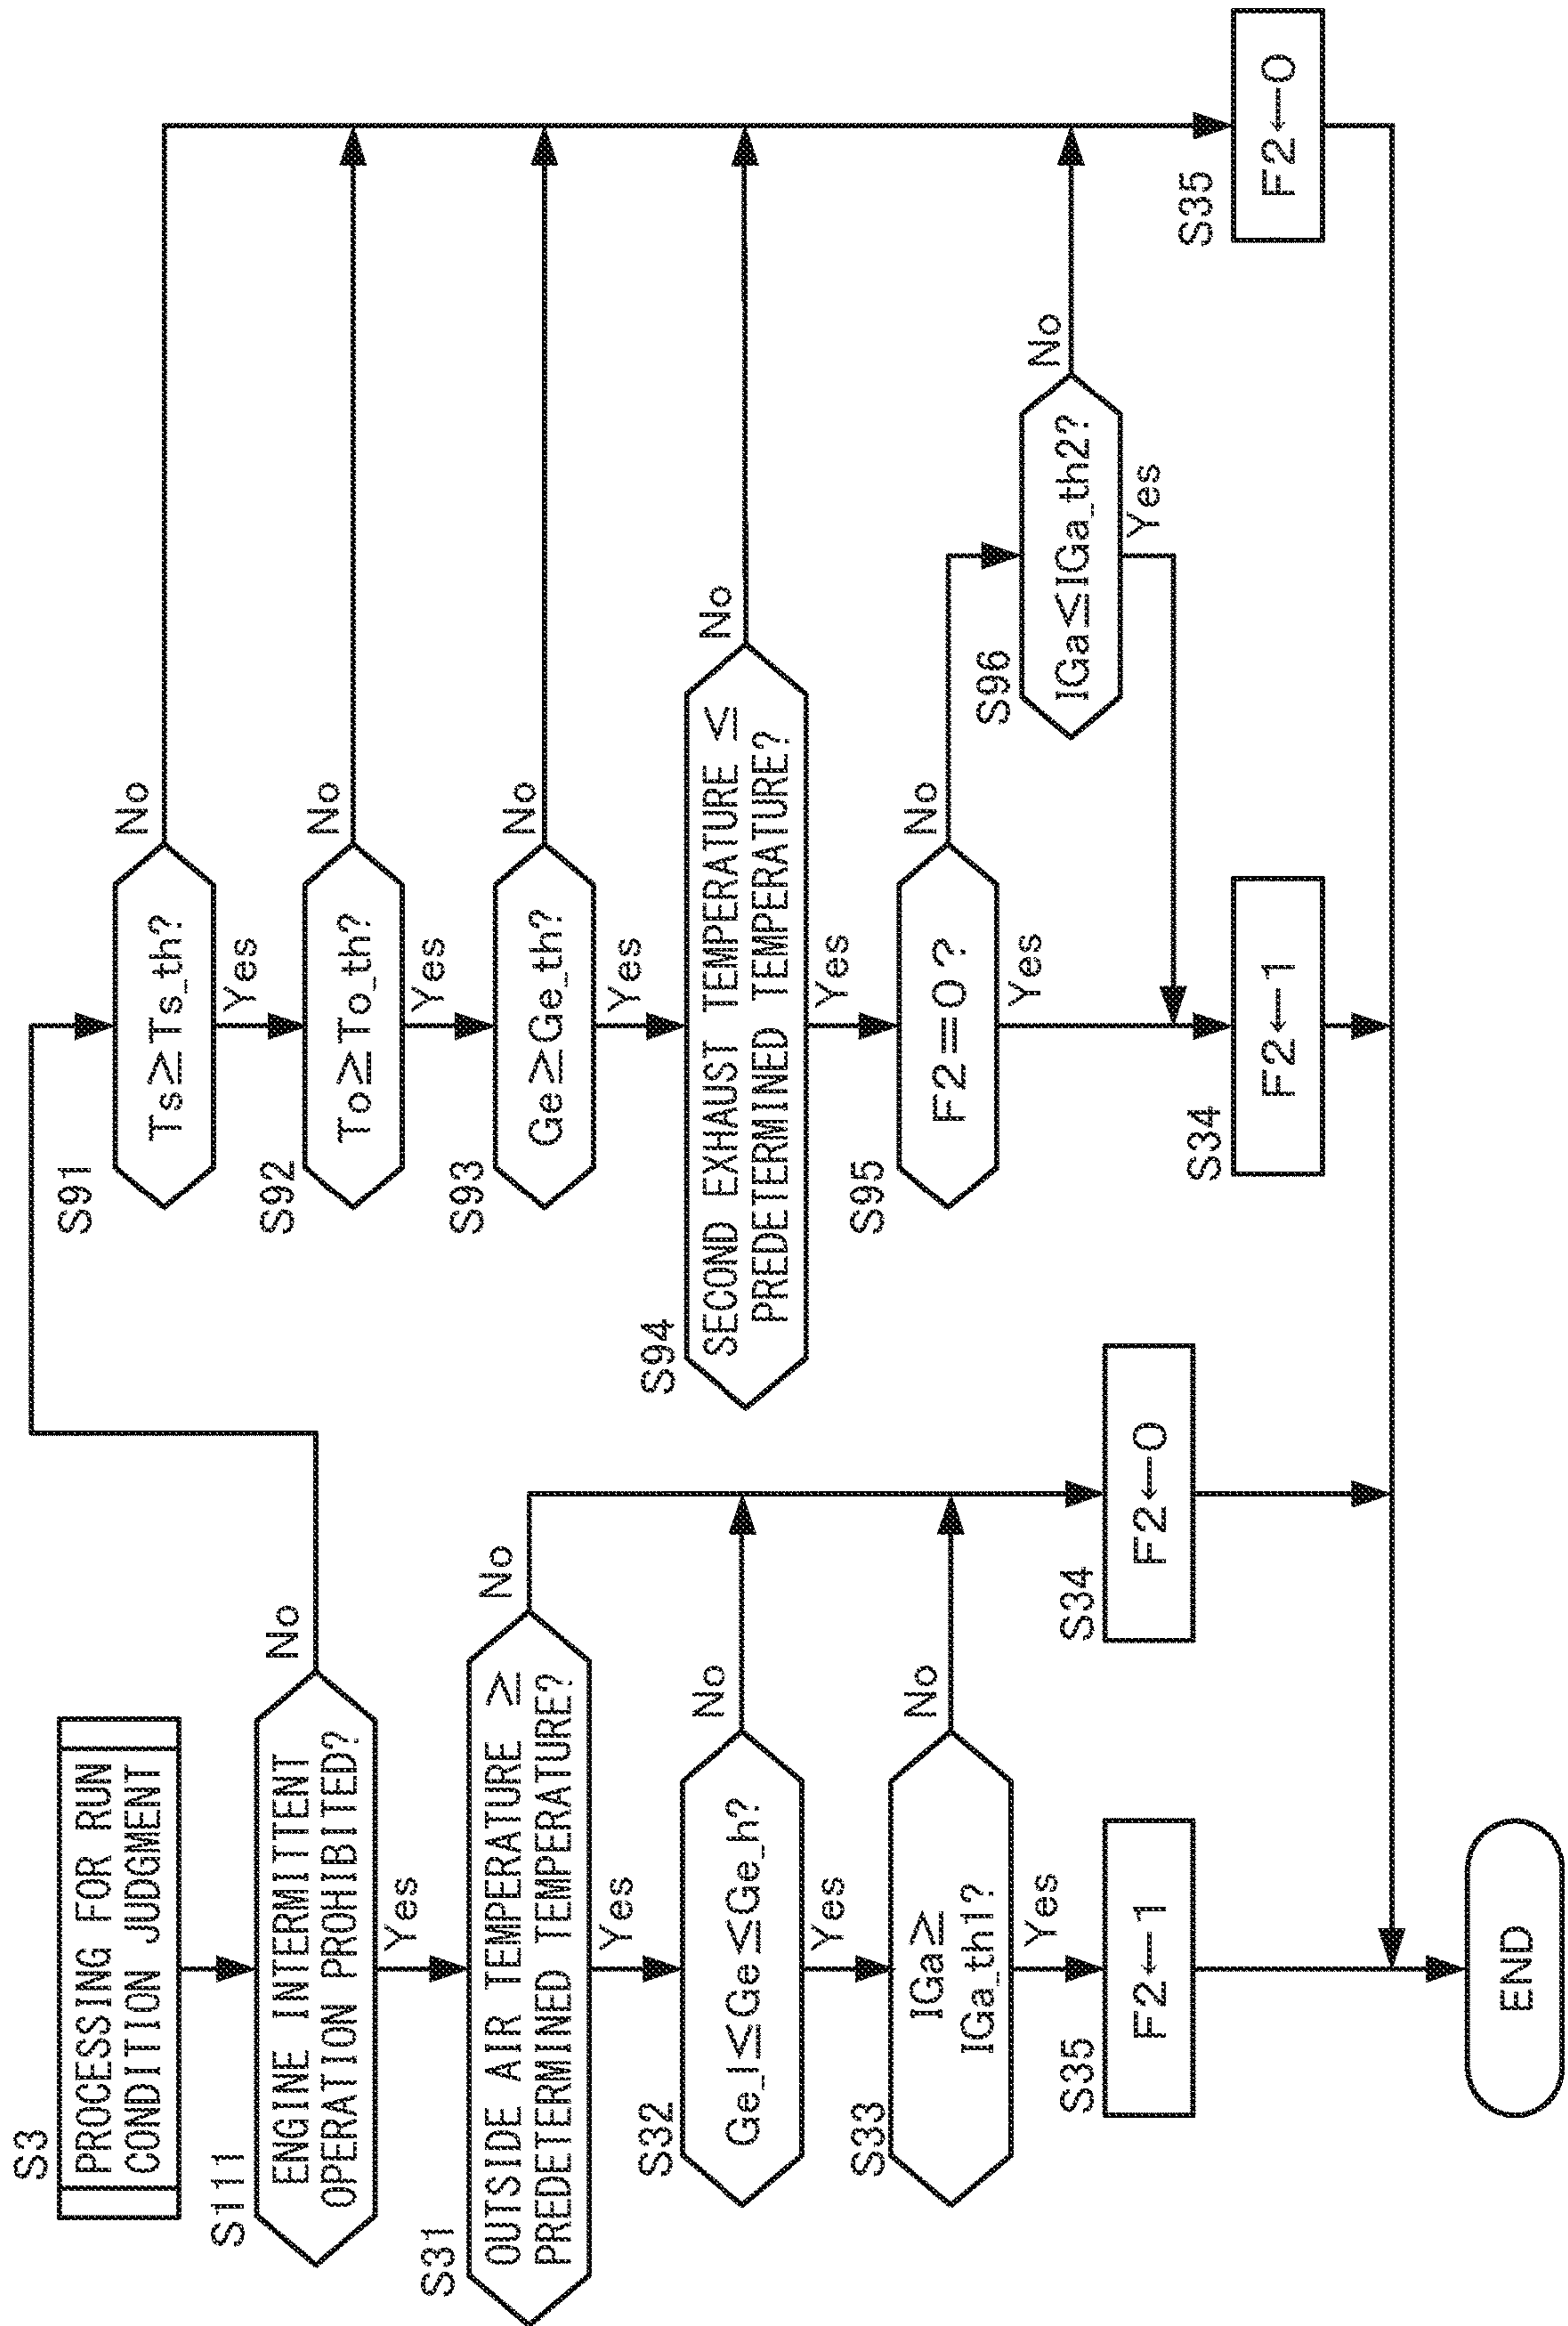 S3
PROCESSING FOR RUN
CONDITION JUDGMENT
S111
ENGINE INTERMITTENT
OPERATION PROHIBITED?
No
Yes
S31
OUTSIDE AIR TEMPERATURE ≥
PREDETERMINED TEMPERATURE?
No
Yes
S32
Ge_l≤Ge≤Ge_h?
No
Yes
S33
IGa≥
IGa_th1?
No
Yes
S35
F2←1
S34
F2←0
END
S91
Ts≥Ts_th?
No
Yes
S92
To≥To_th?
No
Yes
S93
Ge≥Ge_th?
No
Yes
S94
SECOND EXHAUST TEMPERATURE ≤
PREDETERMINED TEMPERATURE?
No
Yes
S95
F2=0?
No
Yes
S96
IGa≤IGa_th2?
No
Yes
S34
F2←1
S35
F2←0